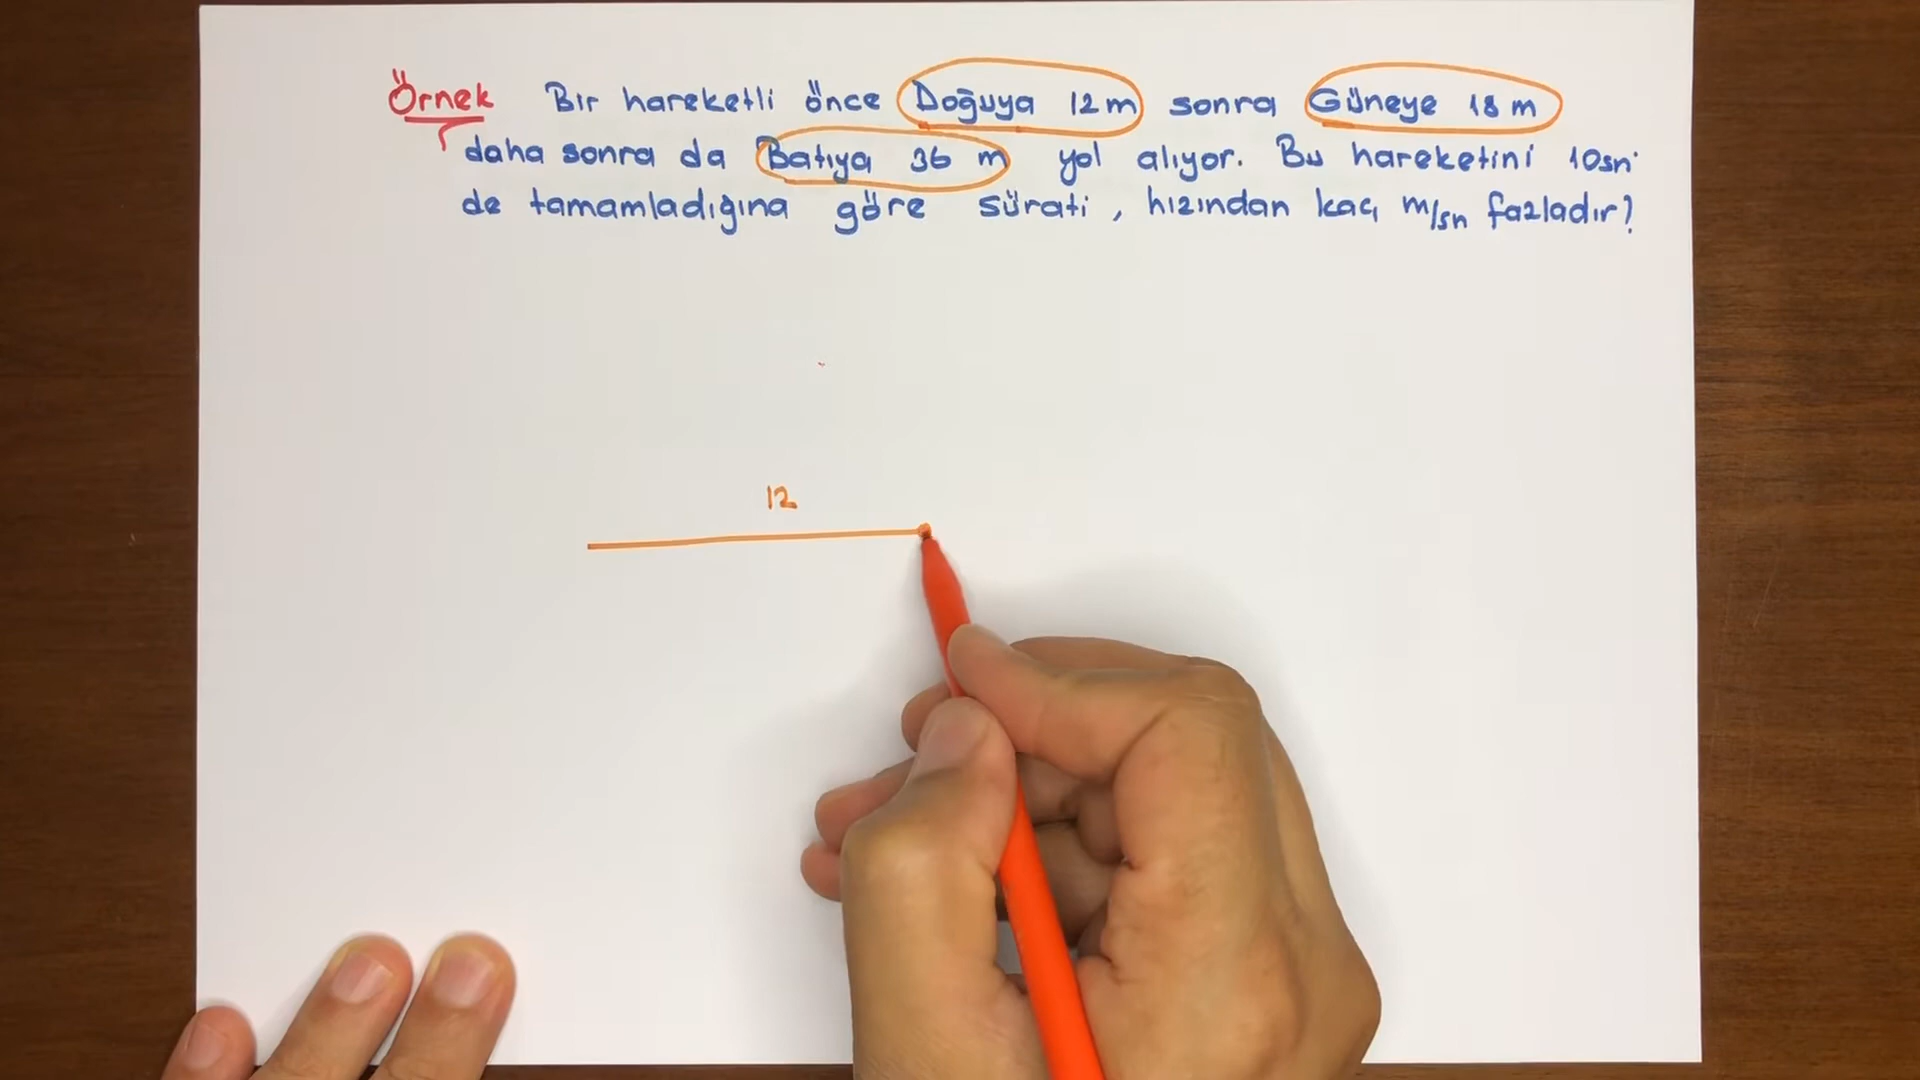 Örnek Bir hareketli önce Doğuya 12 m sonra Güneye 18 m
daha sonra da Batıya 36 m yol alıyor. Bu hareketini 10sn'
de tamamladığına göre sürati, hızından kaç m/sn fazladır?
12